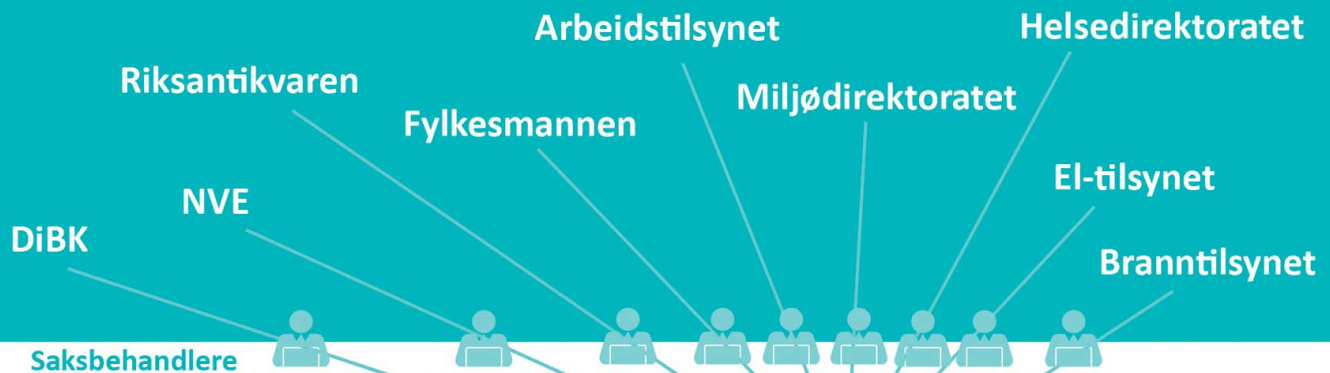 Arbeidstilsynet
Helsedirektoratet
Riksantikvaren
Miljødirektoratet
Fylkesmannen
El-tilsynet
NVE
DiBK
Branntilsynet
Saksbehandlere